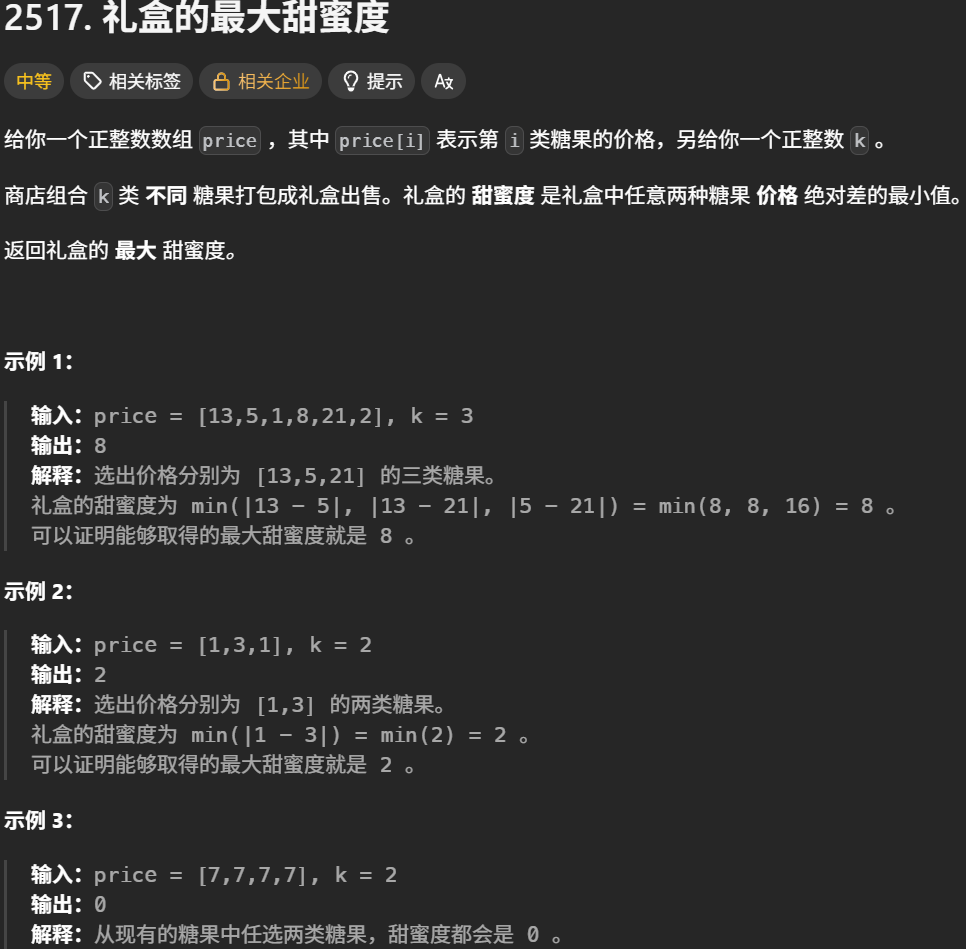 2517. 礼盒的最大甜蜜度
中等 相关标签 相关企业 提示 Aあ
给你一个正整数数组 price ，其中 price[i] 表示第 i 类糖果的价格，另给你一个正整数 k 。
商店组合 k 类 不同 糖果打包成礼盒出售。礼盒的 甜蜜度 是礼盒中任意两种糖果 价格 绝对差的最小值。
返回礼盒的 最大 甜蜜度。
示例 1：
输入：price = [13,5,1,8,21,2], k = 3
输出：8
解释：选出价格分别为 [13,5,21] 的三类糖果。
礼盒的甜蜜度为 min(|13 - 5|, |13 - 21|, |5 - 21|) = min(8, 8, 16) = 8 。
可以证明能够取得的最大甜蜜度就是 8 。
示例 2：
输入：price = [1,3,1], k = 2
输出：2
解释：选出价格分别为 [1,3] 的两类糖果。
礼盒的甜蜜度为 min(|1 - 3|) = min(2) = 2 。
可以证明能够取得的最大甜蜜度就是 2 。
示例 3：
输入：price = [7,7,7,7], k = 2
输出：0
解释：从现有的糖果中任选两类糖果，甜蜜度都会是 0 。